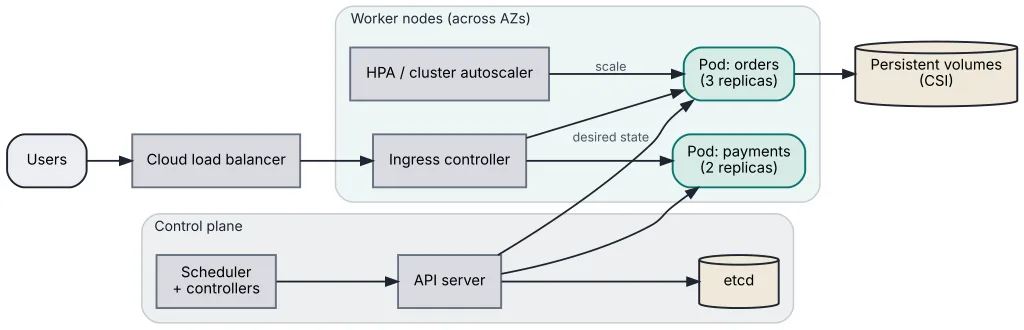 Worker nodes (across AZs)
HPA / cluster autoscaler
scale
Pod: orders
(3 replicas)
Persistent volumes
(CSI)
Users
Cloud load balancer
Ingress controller
desired state
Pod: payments
(2 replicas)
Control plane
Scheduler
+ controllers
API server
etcd